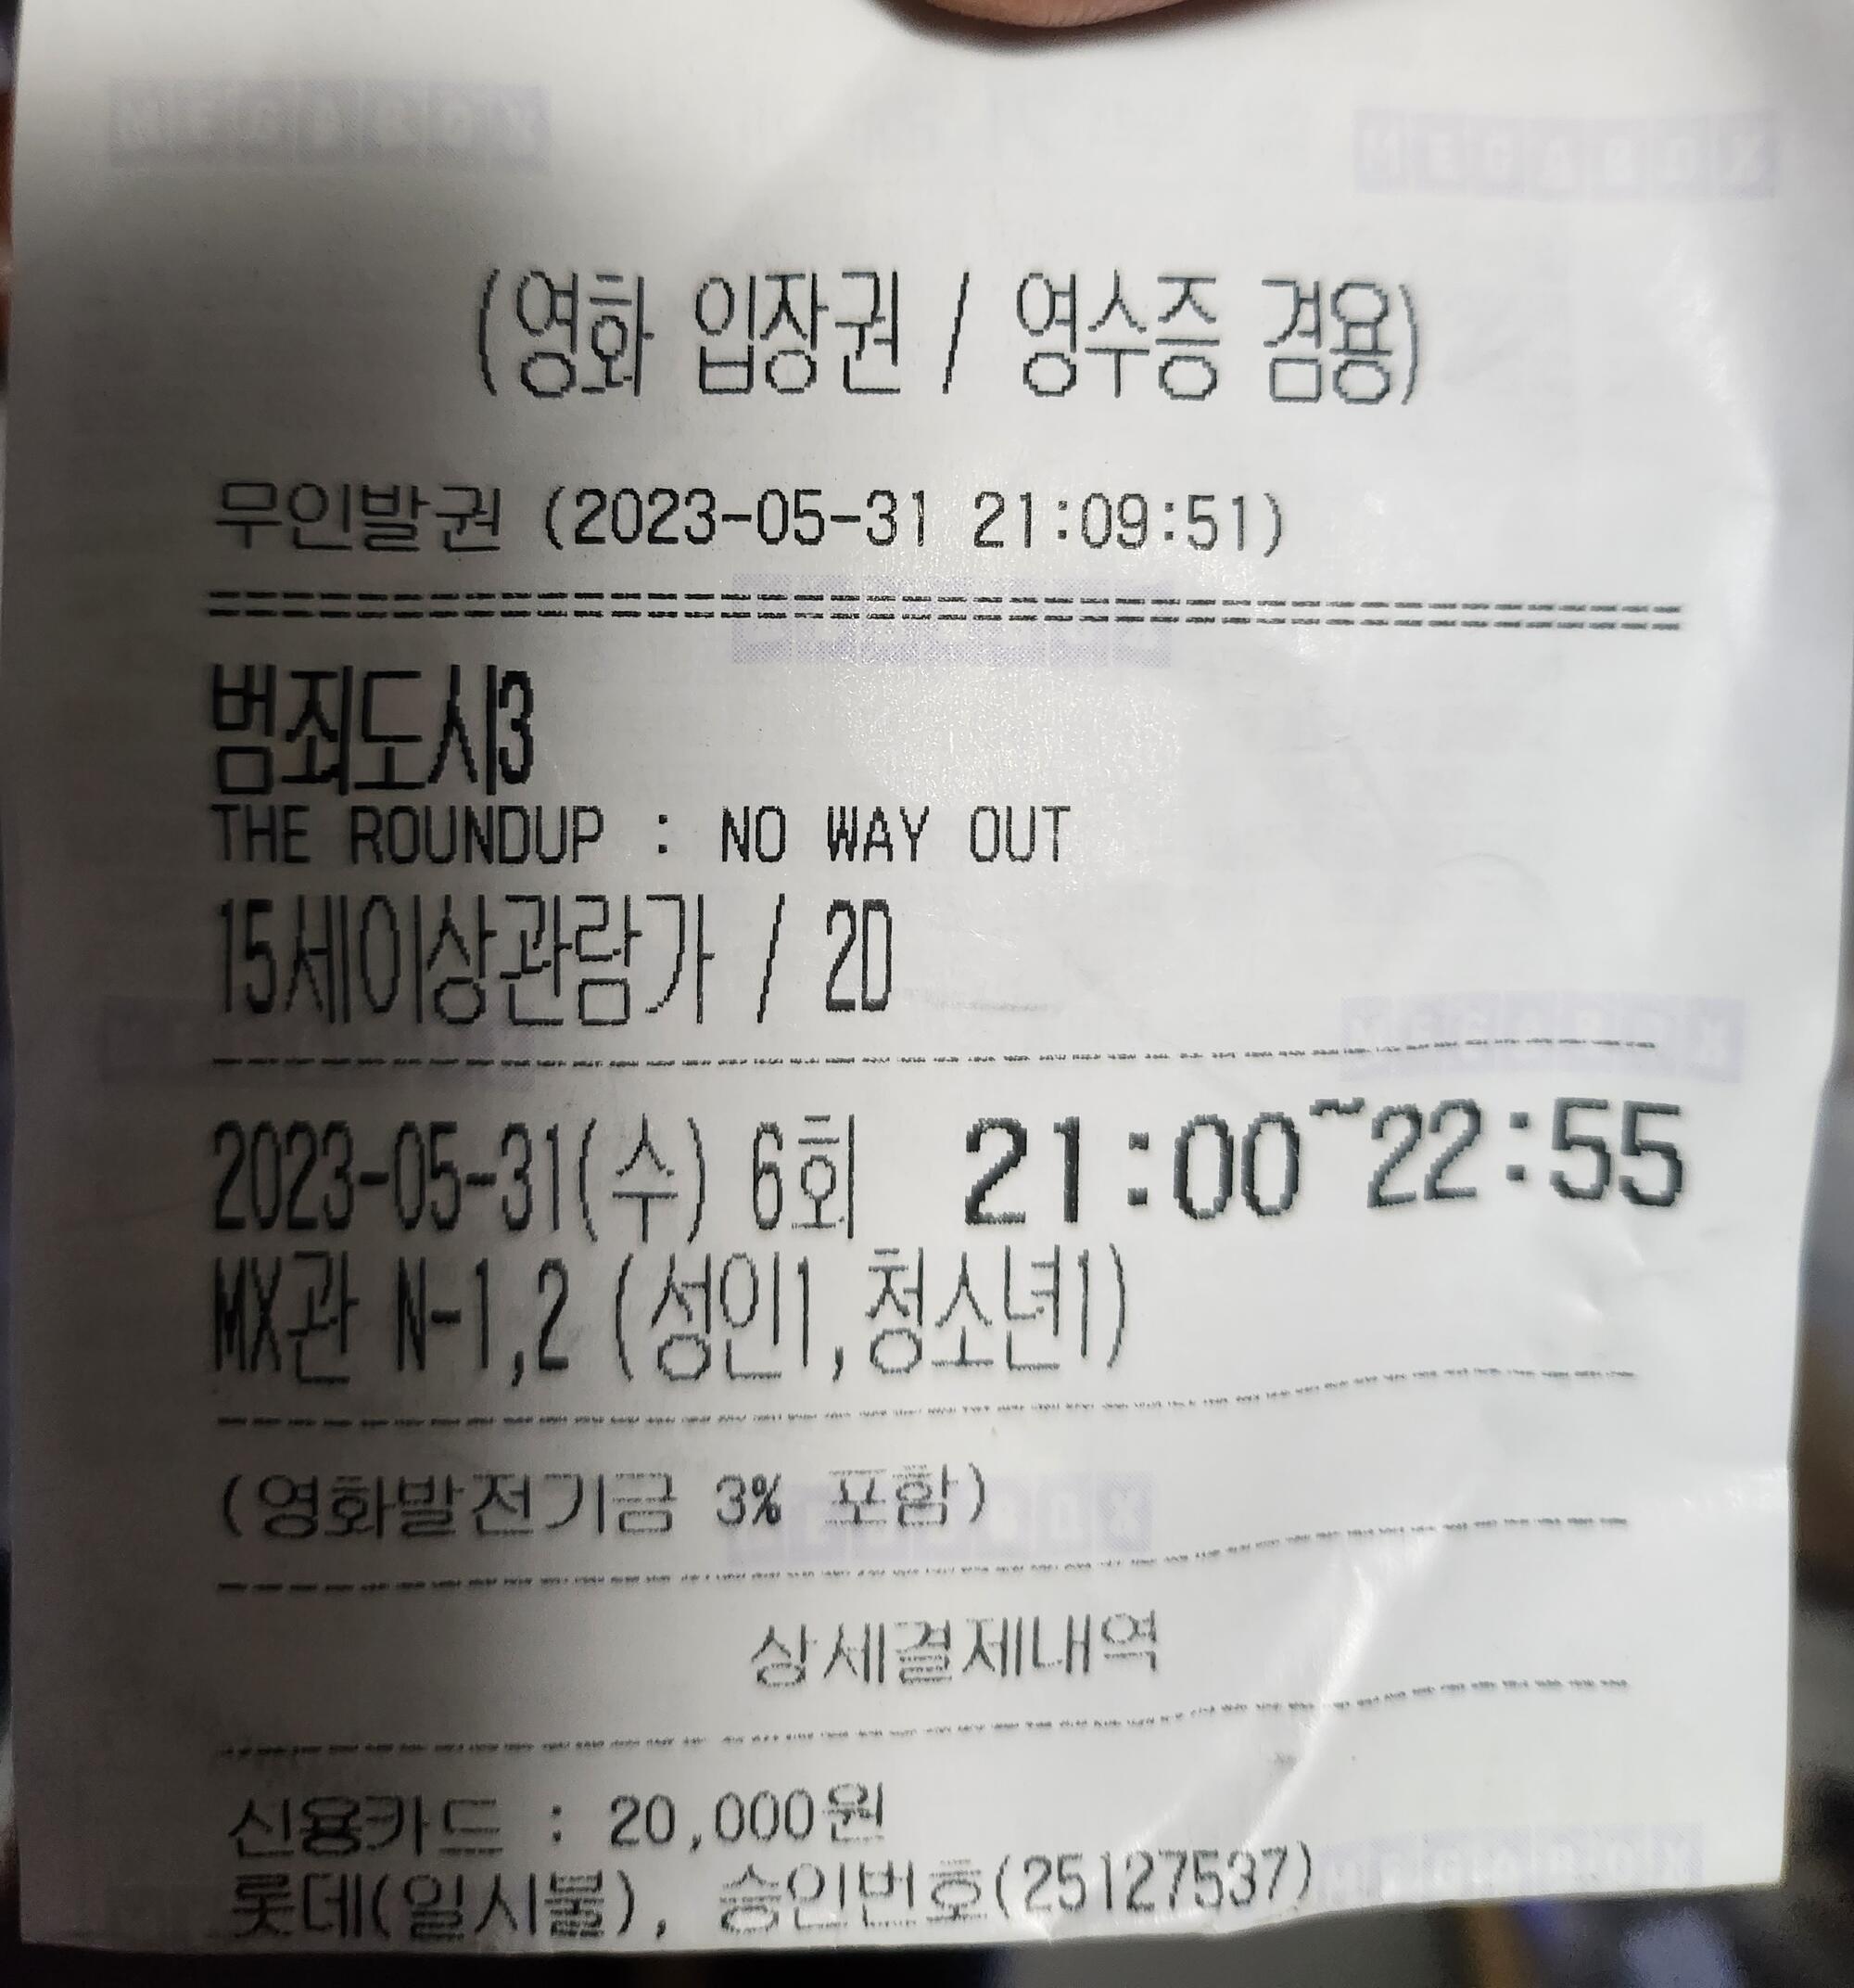 MEGABOX
MEGABOX
(영화 입장권 / 영수증 겸용)
무인발권 (2023-05-31 21:09:51)
범죄도시3
THE ROUNDUP : NO WAY OUT
15세이상관람가 / 2D
2023-05-31(수) 6회 21:00~22:55
MX관 N-1,2 (성인1,청소년1)
(영화발전기금 3% 포함)
상세결제내역
신용카드 : 20,000원
롯데(일시불), 승인번호(25127537)